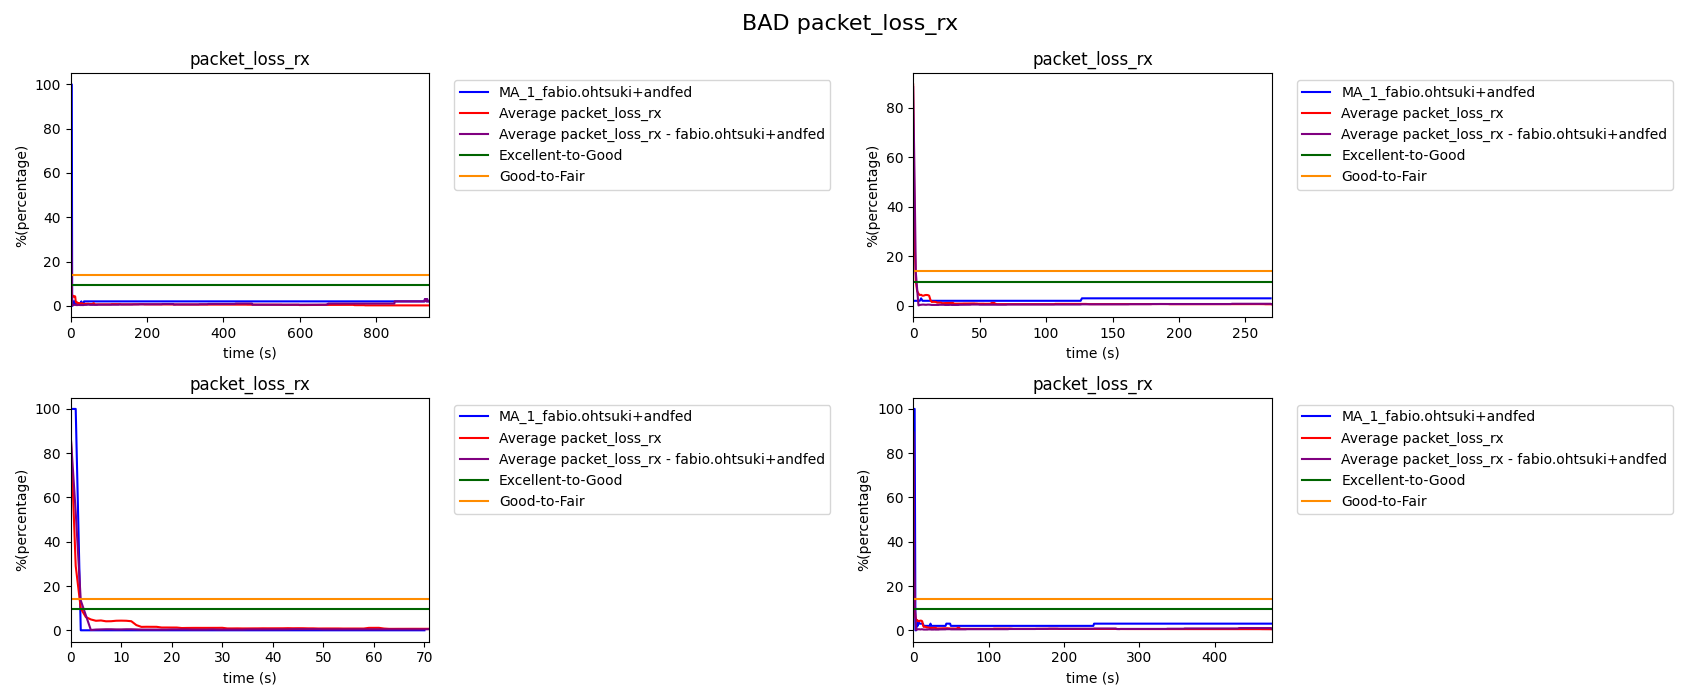 BAD packet_loss_rx
packet_loss_rx
100
80
60
40
20
0
%(percentage)
0 200 400 600 800
time (s)
MA_1_fabio.ohtsuki+andfed
Average packet_loss_rx
Average packet_loss_rx - fabio.ohtsuki+andfed
Excellent-to-Good
Good-to-Fair
packet_loss_rx
80
60
40
20
0
%(percentage)
0 50 100 150 200 250
time (s)
MA_1_fabio.ohtsuki+andfed
Average packet_loss_rx
Average packet_loss_rx - fabio.ohtsuki+andfed
Excellent-to-Good
Good-to-Fair
packet_loss_rx
100
80
60
40
20
0
%(percentage)
0 10 20 30 40 50 60 70
time (s)
MA_1_fabio.ohtsuki+andfed
Average packet_loss_rx
Average packet_loss_rx - fabio.ohtsuki+andfed
Excellent-to-Good
Good-to-Fair
packet_loss_rx
100
80
60
40
20
0
%(percentage)
0 100 200 300 400
time (s)
MA_1_fabio.ohtsuki+andfed
Average packet_loss_rx
Average packet_loss_rx - fabio.ohtsuki+andfed
Excellent-to-Good
Good-to-Fair